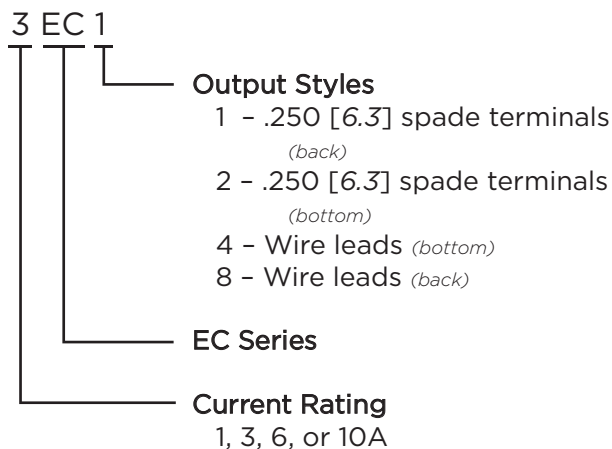 3 EC 1
Output Styles
1 – .250 [6.3] spade terminals
(back)
2 – .250 [6.3] spade terminals
(bottom)
4 – Wire leads (bottom)
8 – Wire leads (back)
EC Series
Current Rating
1, 3, 6, or 10A